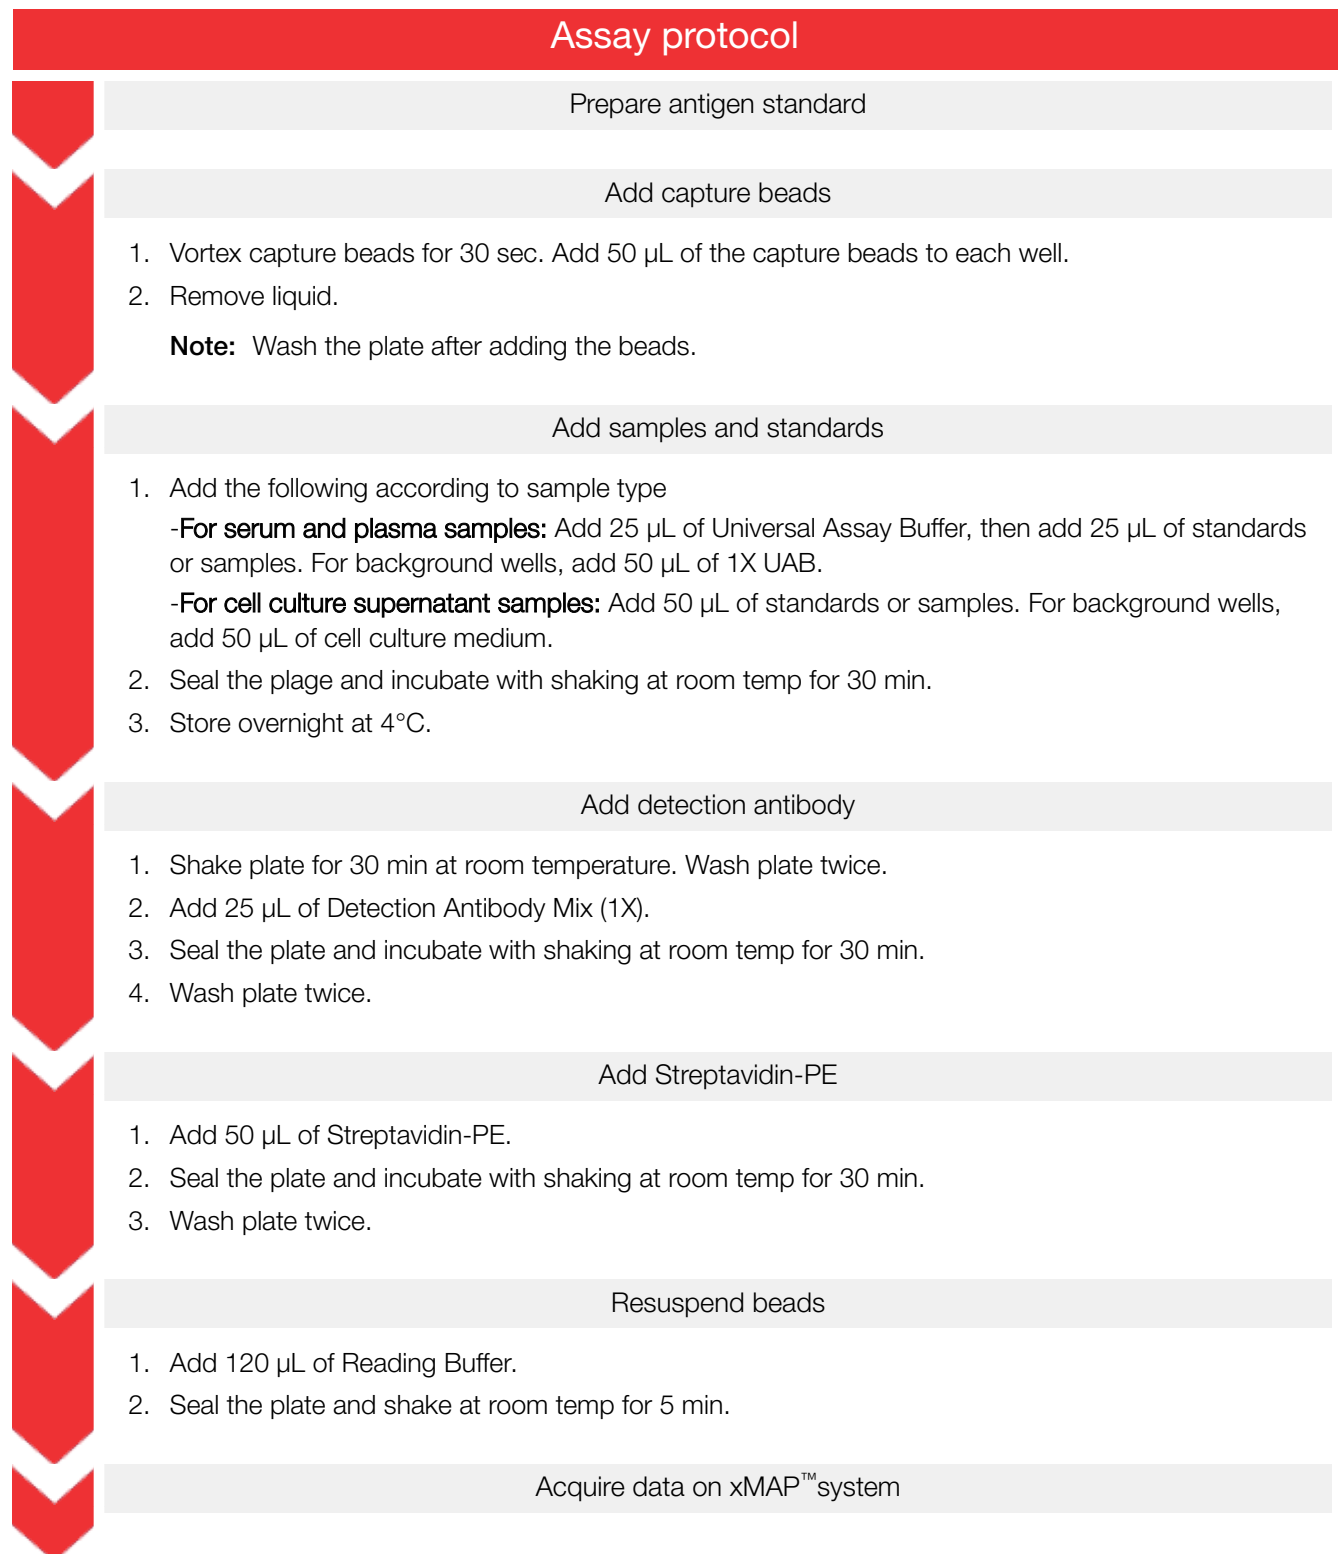 Assay protocol
Prepare antigen standard
Add capture beads
1. Vortex capture beads for 30 sec. Add 50 µL of the capture beads to each well.
2. Remove liquid.
Note: Wash the plate after adding the beads.
Add samples and standards
1. Add the following according to sample type
-For serum and plasma samples: Add 25 µL of Universal Assay Buffer, then add 25 µL of standards
or samples. For background wells, add 50 µL of 1X UAB.
-For cell culture supernatant samples: Add 50 µL of standards or samples. For background wells,
add 50 µL of cell culture medium.
2. Seal the plage and incubate with shaking at room temp for 30 min.
3. Store overnight at 4°C.
Add detection antibody
1. Shake plate for 30 min at room temperature. Wash plate twice.
2. Add 25 µL of Detection Antibody Mix (1X).
3. Seal the plate and incubate with shaking at room temp for 30 min.
4. Wash plate twice.
Add Streptavidin-PE
1. Add 50 µL of Streptavidin-PE.
2. Seal the plate and incubate with shaking at room temp for 30 min.
3. Wash plate twice.
Resuspend beads
1. Add 120 µL of Reading Buffer.
2. Seal the plate and shake at room temp for 5 min.
Acquire data on xMAP™system